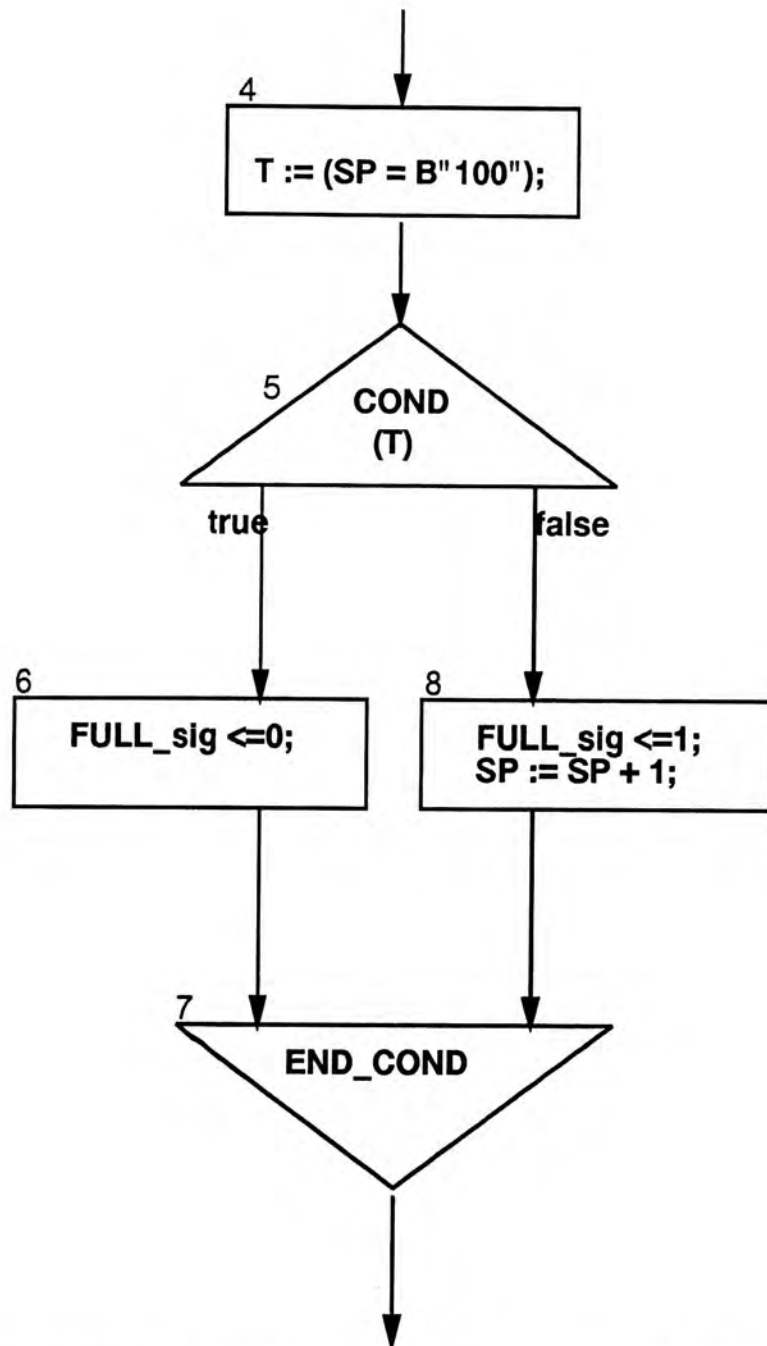 4
T := (SP = B"100");
5
COND
(T)
true
false
6
FULL_sig <=0;
8
FULL_sig <=1;
SP := SP + 1;
7
END_COND